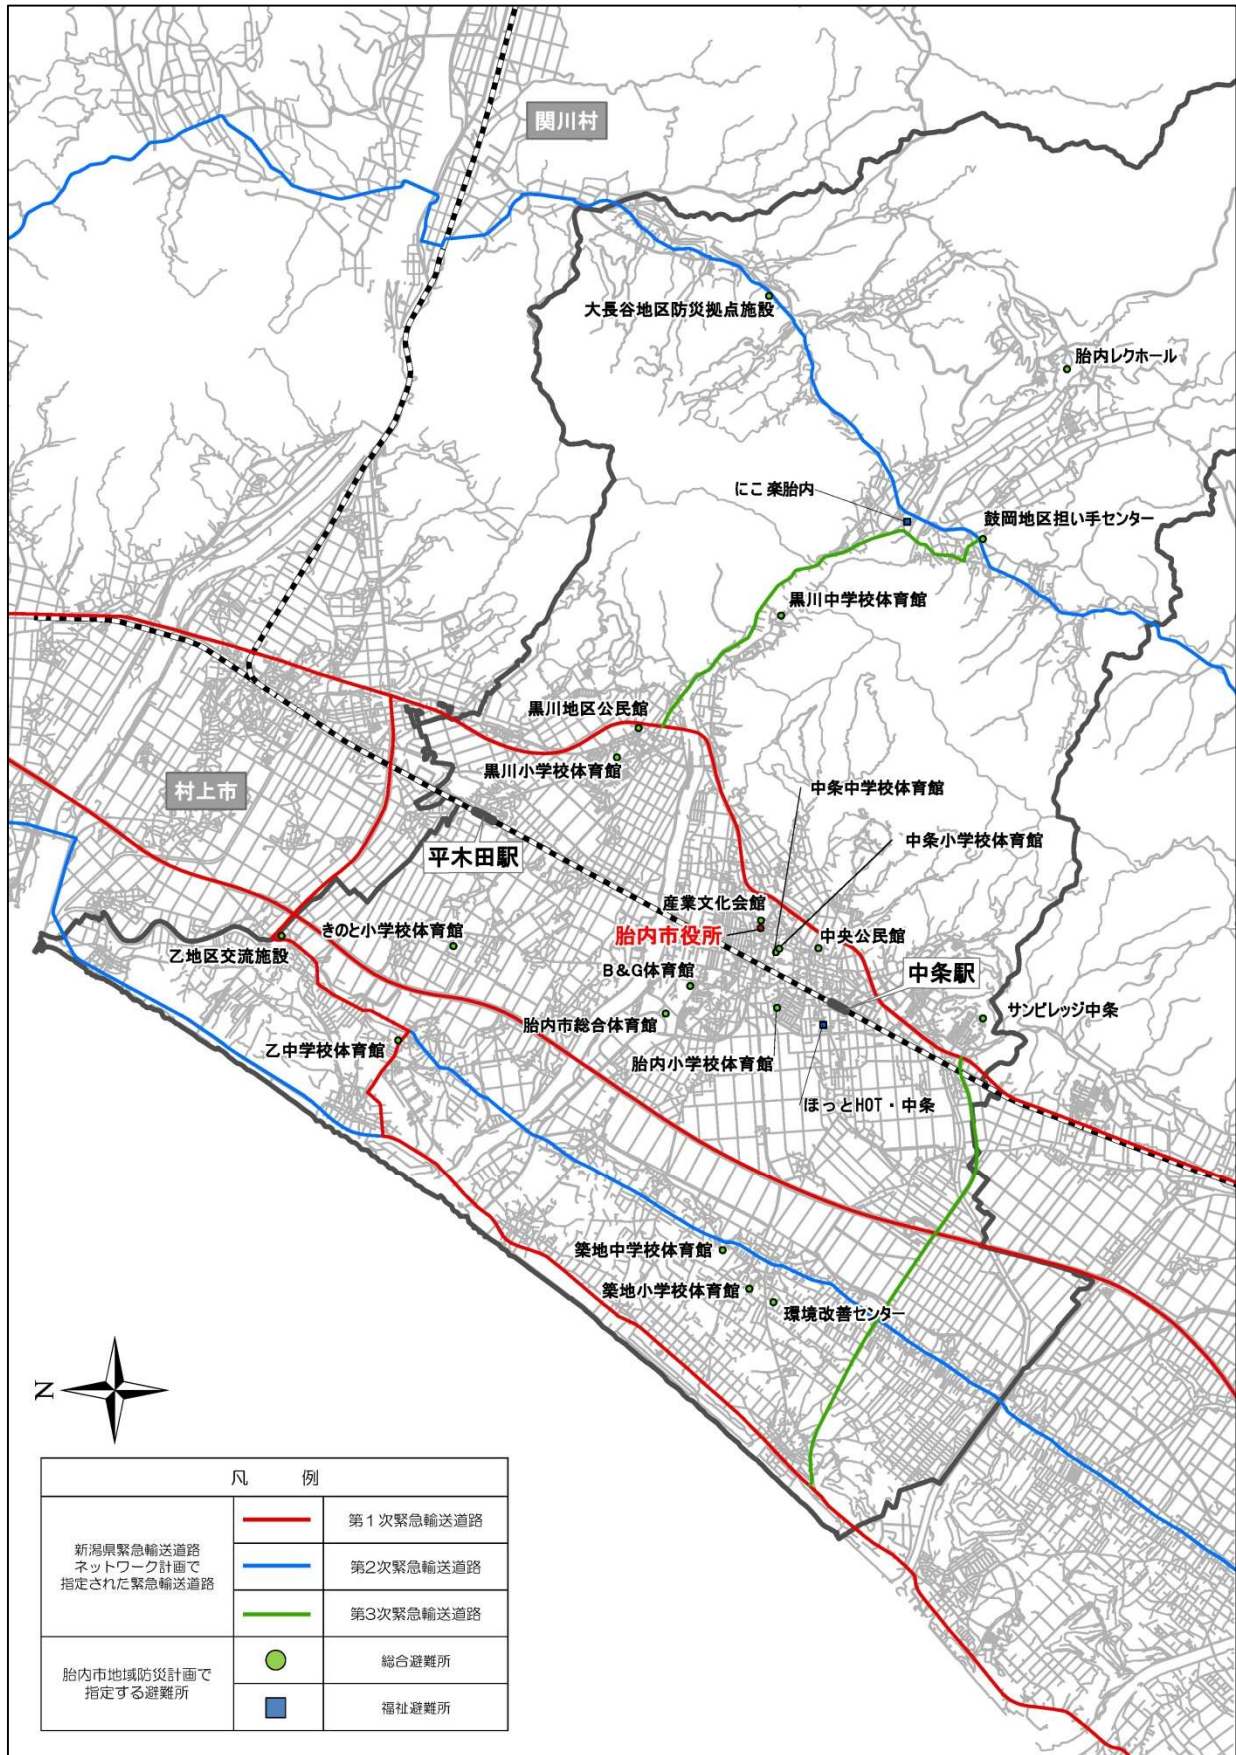 関川村
大長谷地区防災拠点施設
胎内レクホール
にこ楽胎内
鼓岡地区担い手センター
黒川中学校体育館
黒川地区公民館
黒川小学校体育館
中条中学校体育館
村上市
中条小学校体育館
平木田駅
産業文化会館
きのと小学校体育館
胎内市役所
中央公民館
乙地区交流施設
B&G体育館
中条駅
サンビレッジ中条
胎内市総合体育館
乙中学校体育館
胎内小学校体育館
ほっとHOT・中条
築地中学校体育館
築地小学校体育館
環境改善センター
N
凡 例
新潟県緊急輸送道路
ネットワーク計画で
指定された緊急輸送道路
第1次緊急輸送道路
第2次緊急輸送道路
第3次緊急輸送道路
胎内市地域防災計画で
指定する避難所
総合避難所
福祉避難所